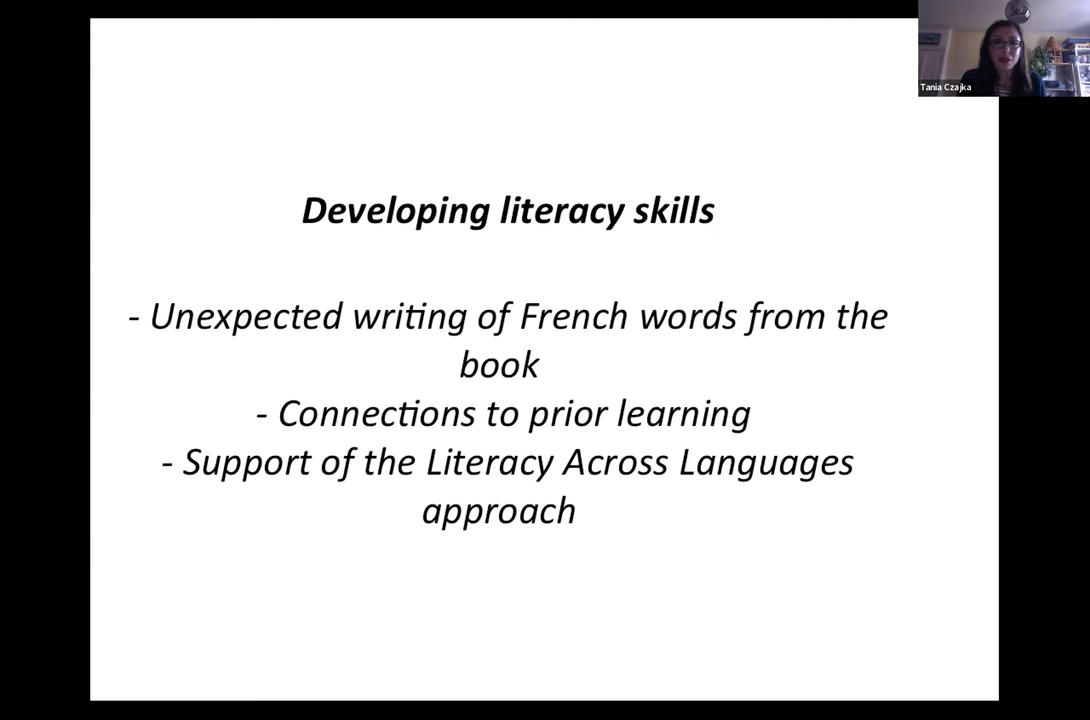 Tania Czajka
Developing literacy skills
- Unexpected writing of French words from the
book
- Connections to prior learning
- Support of the Literacy Across Languages
approach